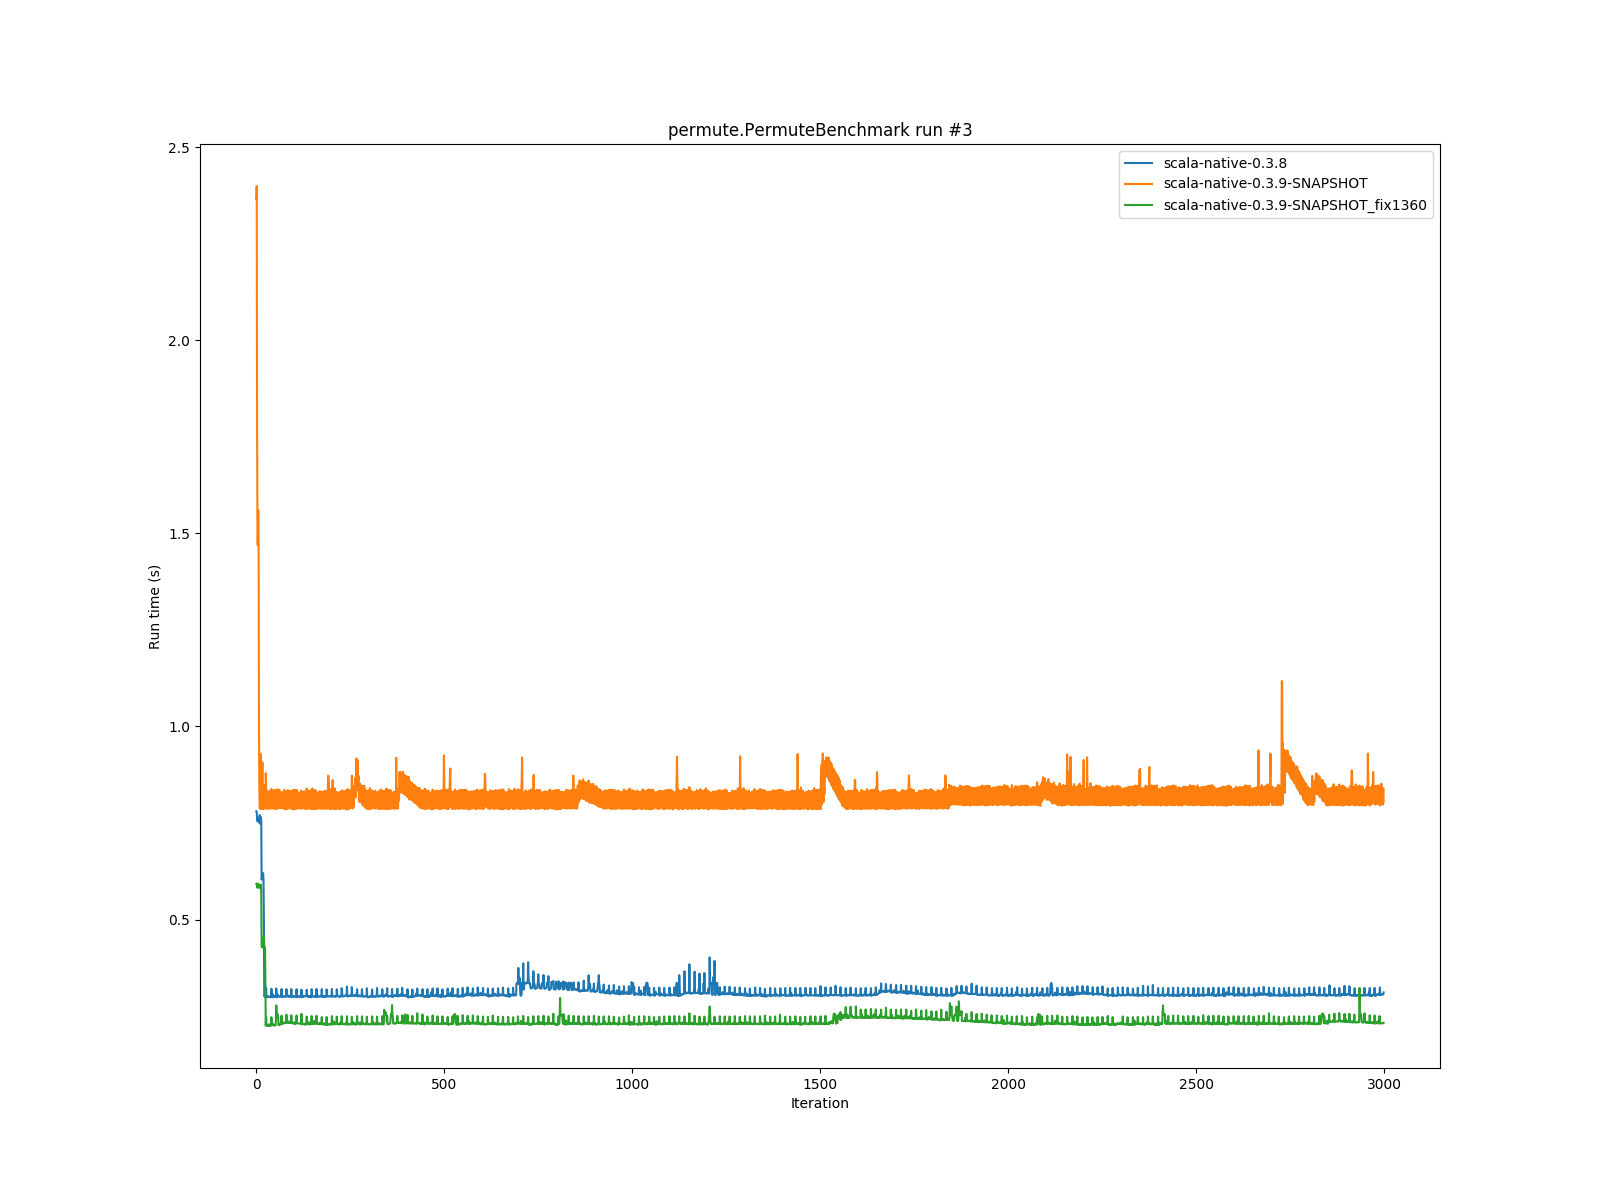 permute.PermuteBenchmark run #3
scala-native-0.3.8
scala-native-0.3.9-SNAPSHOT
scala-native-0.3.9-SNAPSHOT_fix1360
Run time (s)
2.5
2.0
1.5
1.0
0.5
0 500 1000 1500 2000 2500 3000
Iteration